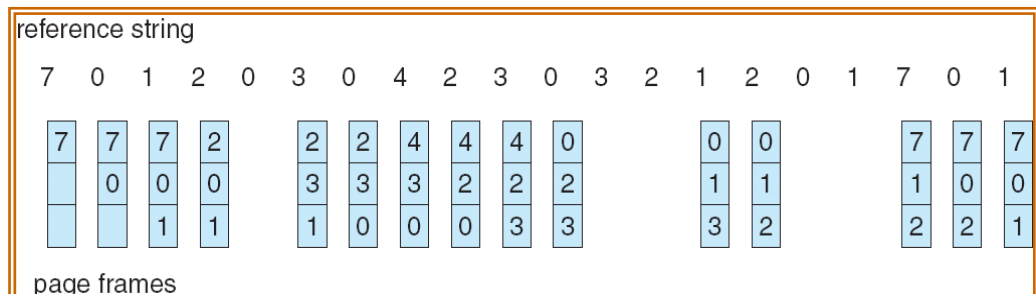 reference string
7 0 1 2 0 3 0 4 2 3 0 3 2 1 2 0 1 7 0 1
7 7 7 2 2 2 4 4 4 0 0 0 7 7 7
0 0 0 3 3 3 2 2 2 1 1 1 0 0
1 1 1 0 0 0 3 3 3 2 2 2 1
page frames